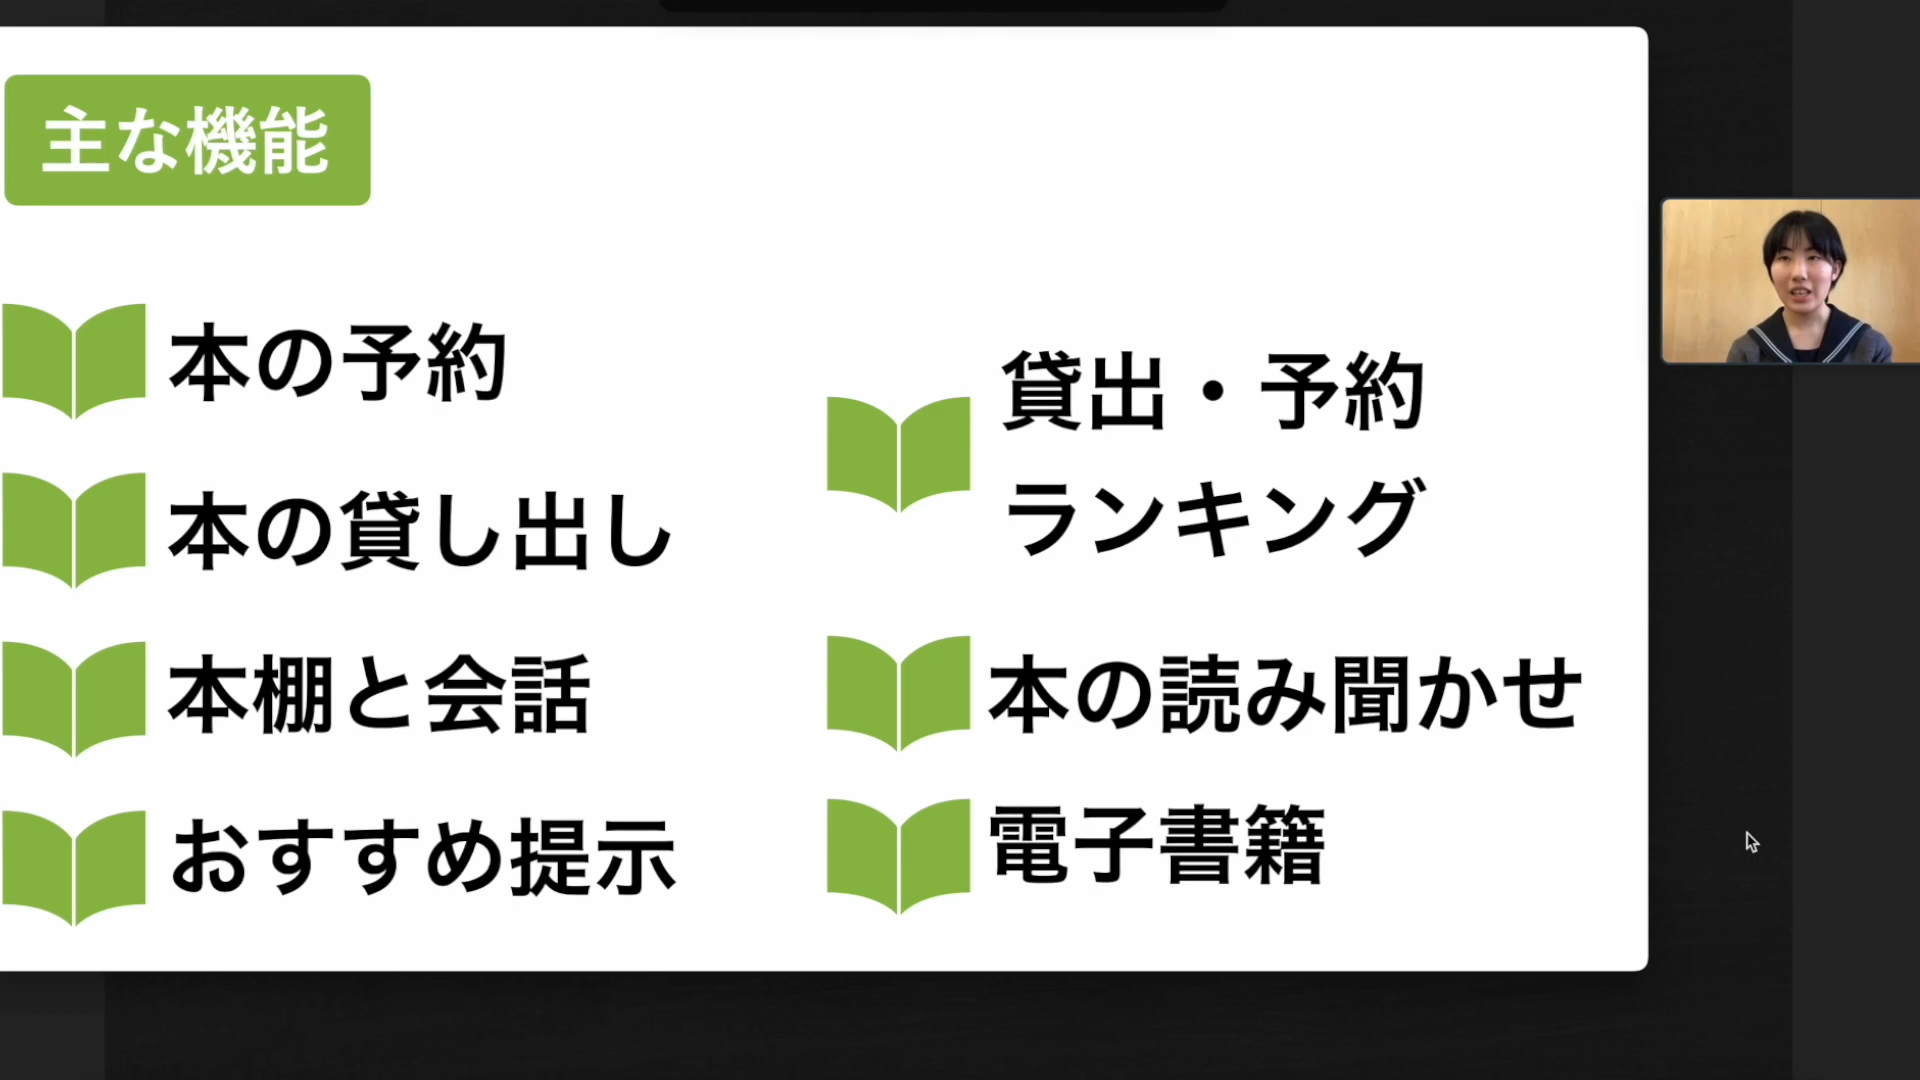 主な機能
本の予約
本の貸し出し
本棚と会話
おすすめ提示
貸出・予約
ランキング
本の読み聞かせ
電子書籍